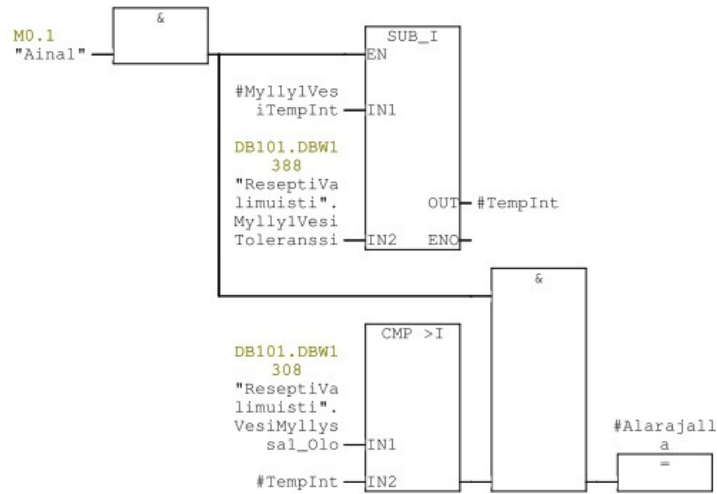 M0.1
"Aina1"
&
SUB_I
EN
#Mylly1Ves
iTempInt
IN1
DB101.DBW1
388
"ReseptiVa
limuisti".
Mylly1Vesi
Toleranssi
IN2
OUT
#TempInt
ENO
&
CMP >I
DB101.DBW1
308
"ReseptiVa
limuisti".
VesiMyllys
sa1_Olo
IN1
#TempInt
IN2
#Alarajall
a
=